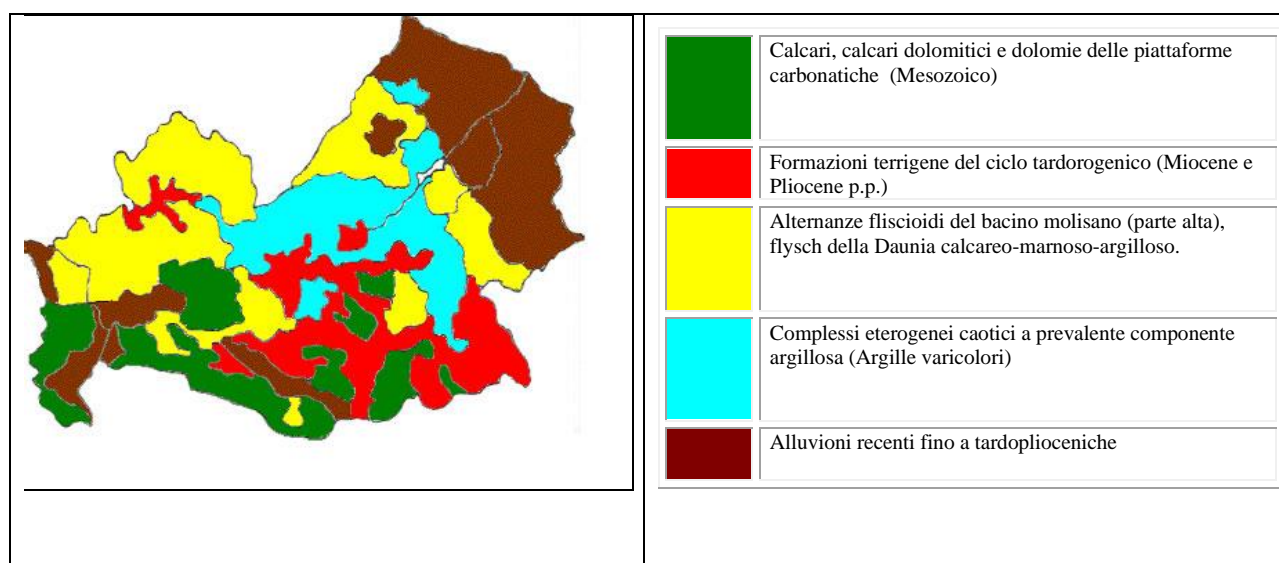 Calcari, calcari dolomitici e dolomie delle piattaforme
carbonatiche (Mesozoico)
Formazioni terrigene del ciclo tardorogenico (Miocene e
Pliocene p.p.)
Alternanze fliscioidi del bacino molisano (parte alta),
flysch della Daunia calcareo-marnoso-argilloso.
Complessi eterogenei caotici a prevalente componente
argillosa (Argille varicolori)
Alluvioni recenti fino a tardoplioceniche